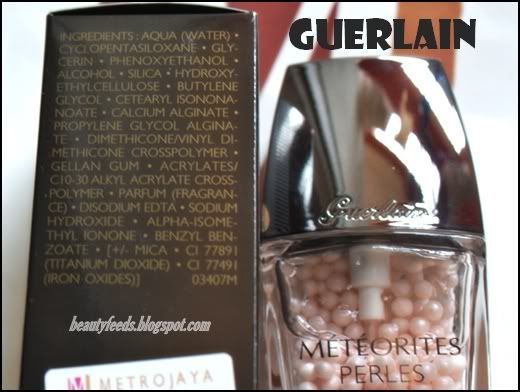 GUERLAIN
INGREDIENTS : AQUA (WATER) •
CYCLOPENTASILOXANE • GLY-
CERIN • PHENOXYETHANOL •
ALCOHOL • SILICA • HYDROXY-
ETHYLCELLULOSE • BUTYLENE
GLYCOL • CETEARYL ISONONA-
NOATE • CALCIUM ALGINATE •
PROPYLENE GLYCOL ALGINA-
TE • DIMETHICONE/VINYL DI-
METHICONE CROSSPOLYMER •
GELLAN GUM • ACRYLATES/
C10-30 ALKYL ACRYLATE CROSS-
POLYMER • PARFUM (FRAGRAN-
CE) • DISODIUM EDTA • SODIUM
HYDROXIDE • ALPHA-ISOME-
THYL IONONE • BENZYL BEN-
ZOATE • [+/- MICA • CI 77891
(TITANIUM DIOXIDE) • CI 77491
(IRON OXIDES)] 03407M
beautyfeeds.blogspot.com
METROJAYA
Guerlain
MÉTÉORITES
PERLES